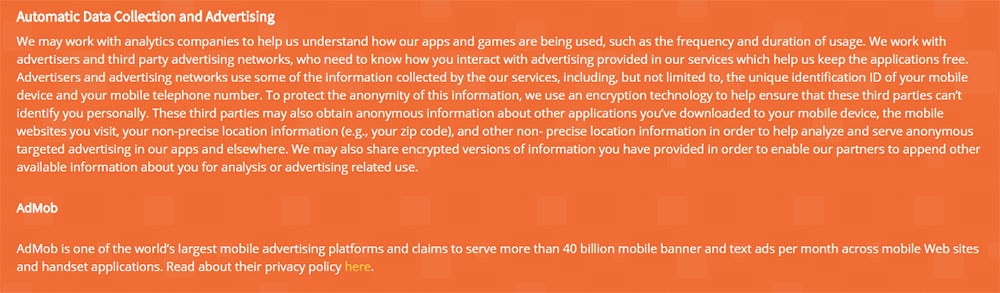 Automatic Data Collection and Advertising
We may work with analytics companies to help us understand how our apps and games are being used, such as the frequency and duration of usage. We work with
advertisers and third party advertising networks, who need to know how you interact with advertising provided in our services which help us keep the applications free.
Advertisers and advertising networks use some of the information collected by the our services, including, but not limited to, the unique identification ID of your mobile
device and your mobile telephone number. To protect the anonymity of this information, we use an encryption technology to help ensure that these third parties can't
identify you personally. These third parties may also obtain anonymous information about other applications you've downloaded to your mobile device, the mobile
websites you visit, your non-precise location information (e.g., your zip code), and other non- precise location information in order to help analyze and serve anonymous
targeted advertising in our apps and elsewhere. We may also share encrypted versions of information you have provided in order to enable our partners to append other
available information about you for analysis or advertising related use.
AdMob
AdMob is one of the world's largest mobile advertising platforms and claims to serve more than 40 billion mobile banner and text ads per month across mobile Web sites
and handset applications. Read about their privacy policy here.